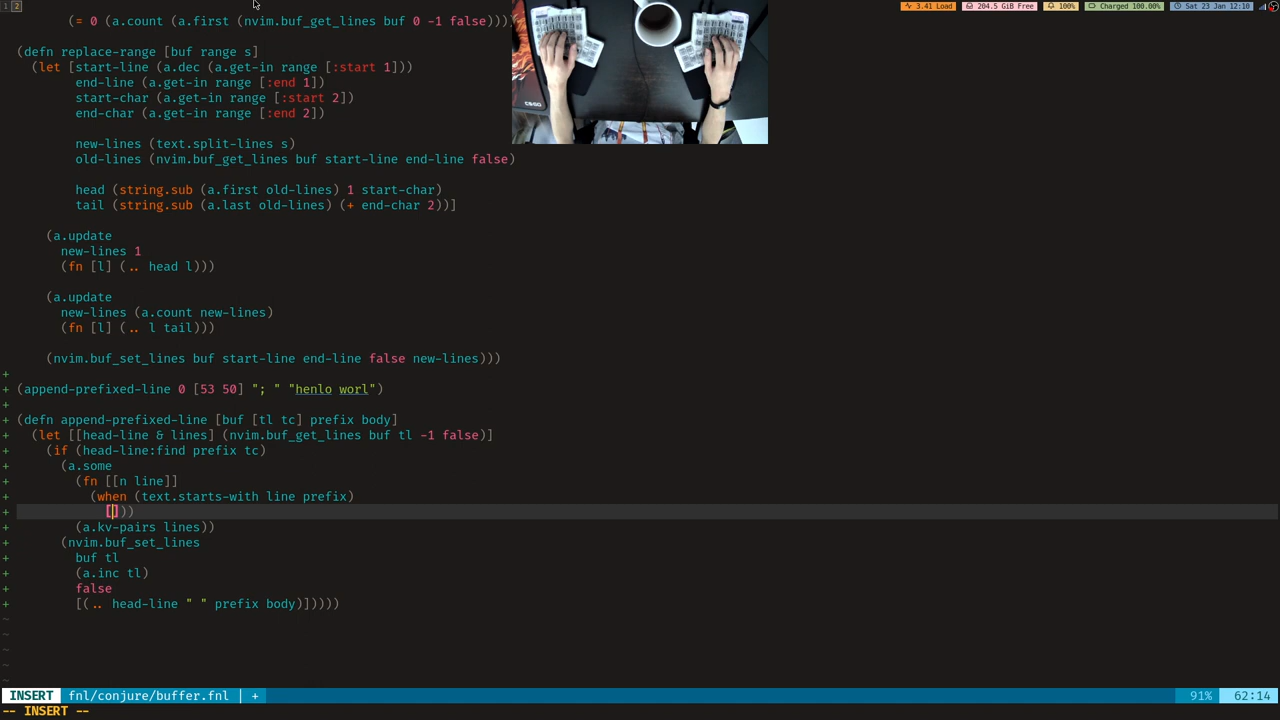 1 2
3.41 Load 204.5 GiB Free 100% Charged 100.00% Sat 23 Jan 12:10
(= 0 (a.count (a.first (nvim.buf_get_lines buf 0 -1 false))))
(defn replace-range [buf range s]
(let [start-line (a.dec (a.get-in range [:start 1]))
end-line (a.get-in range [:end 1])
start-char (a.get-in range [:start 2])
end-char (a.get-in range [:end 2])
new-lines (text.split-lines s)
old-lines (nvim.buf_get_lines buf start-line end-line false)
head (string.sub (a.first old-lines) 1 start-char)
tail (string.sub (a.last old-lines) (+ end-char 2))]
(a.update
new-lines 1
(fn [l] (.. head l)))
(a.update
new-lines (a.count new-lines)
(fn [l] (.. l tail)))
(nvim.buf_set_lines buf start-line end-line false new-lines)))
+
+ (append-prefixed-line 0 [53 50] "; " "henlo worl")
+
+ (defn append-prefixed-line [buf [tl tc] prefix body]
+ (let [[head-line & lines] (nvim.buf_get_lines buf tl -1 false)]
+ (if (head-line:find prefix tc)
+ (a.some
+ (fn [[n line]]
+ (when (text.starts-with line prefix)
+ []))
+ (a.kv-pairs lines))
+ (nvim.buf_set_lines
+ buf tl
+ (a.inc tl)
+ false
+ [(.. head-line " " prefix body)]))))
~
~
~
~
~
INSERT fnl/conjure/buffer.fnl | + 91% 62:14
-- INSERT --